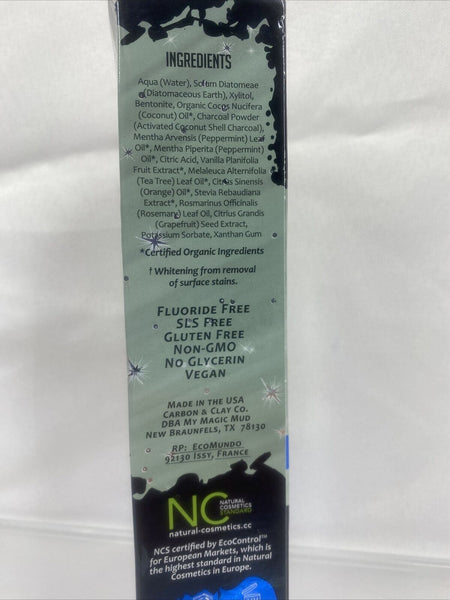 INGREDIENTS
Aqua (Water), Solum Diatomeae
(Diatomaceous Earth), Xylitol,
Bentonite, Organic Cocos Nucifera
(Coconut) Oil*, Charcoal Powder
(Activated Coconut Shell Charcoal),
Mentha Arvensis (Peppermint) Leaf
Oil*, Mentha Piperita (Peppermint)
Oil*, Citric Acid, Vanilla Planifolia
Fruit Extract*, Melaleuca Alternifolia
(Tea Tree) Leaf Oil*, Citrus Sinensis
(Orange) Oil*, Stevia Rebaudiana
Extract*, Rosmarinus Officinalis
(Rosemary) Leaf Oil, Citrus Grandis
(Grapefruit) Seed Extract,
Potassium Sorbate, Xanthan Gum
*Certified Organic Ingredients
† Whitening from removal
of surface stains.
FLUORIDE FREE
SLS FREE
GLUTEN FREE
NON-GMO
NO GLYCERIN
VEGAN
MADE IN THE USA
CARBON & CLAY CO.
DBA MY MAGIC MUD
NEW BRAUNFELS, TX 78130
RP: ECOMUNDO
92130 ISSY, FRANCE
NC NATURAL
COSMETICS
STANDARD
natural-cosmetics.cc
NCS certified by EcoControl™
for European Markets, which is
the highest standard in Natural
Cosmetics in Europe.